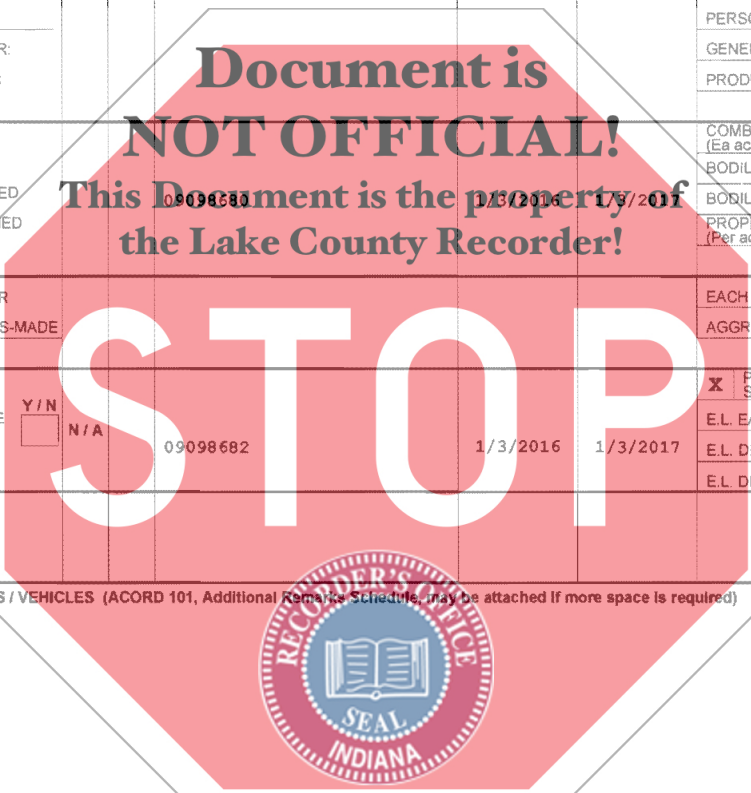 PERSO
R:
GENE
PROD
Document is
NOT OFFICIAL!
COMB
(Ea ac
BODIL
ED
This Document is the property of
09098680
1/3/2016
1/3/2017
BODIL
ED
the Lake County Recorder!
PROP
(Per ac
R
EACH
S-MADE
AGGR
STOP
X
P
S
Y / N
N / A
E
E.L. EA
09098682
1/3/2016
1/3/2017
E.L. D
E.L. DI
S / VEHICLES (ACORD 101, Additional Remarks Schedule, may be attached if more space is required)
RECORDER'S OFFICE
SEAL
INDIANA